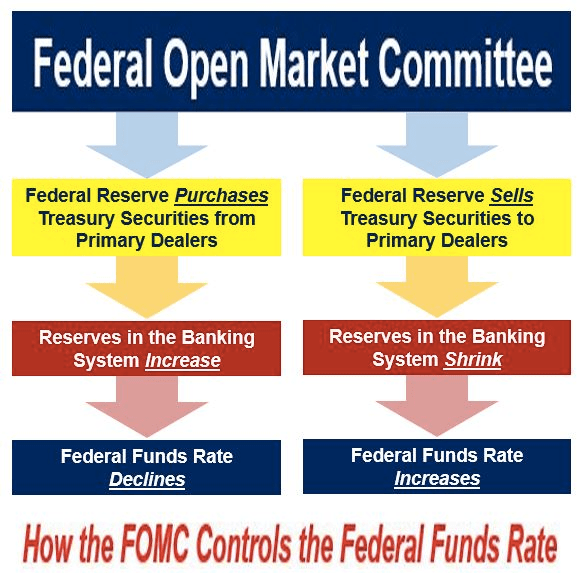 Federal Open Market Committee
Federal Reserve Purchases
Treasury Securities from
Primary Dealers
Federal Reserve Sells
Treasury Securities to
Primary Dealers
Reserves in the Banking
System Increase
Reserves in the Banking
System Shrink
Federal Funds Rate
Declines
Federal Funds Rate
Increases
How the FOMC Controls the Federal Funds Rate